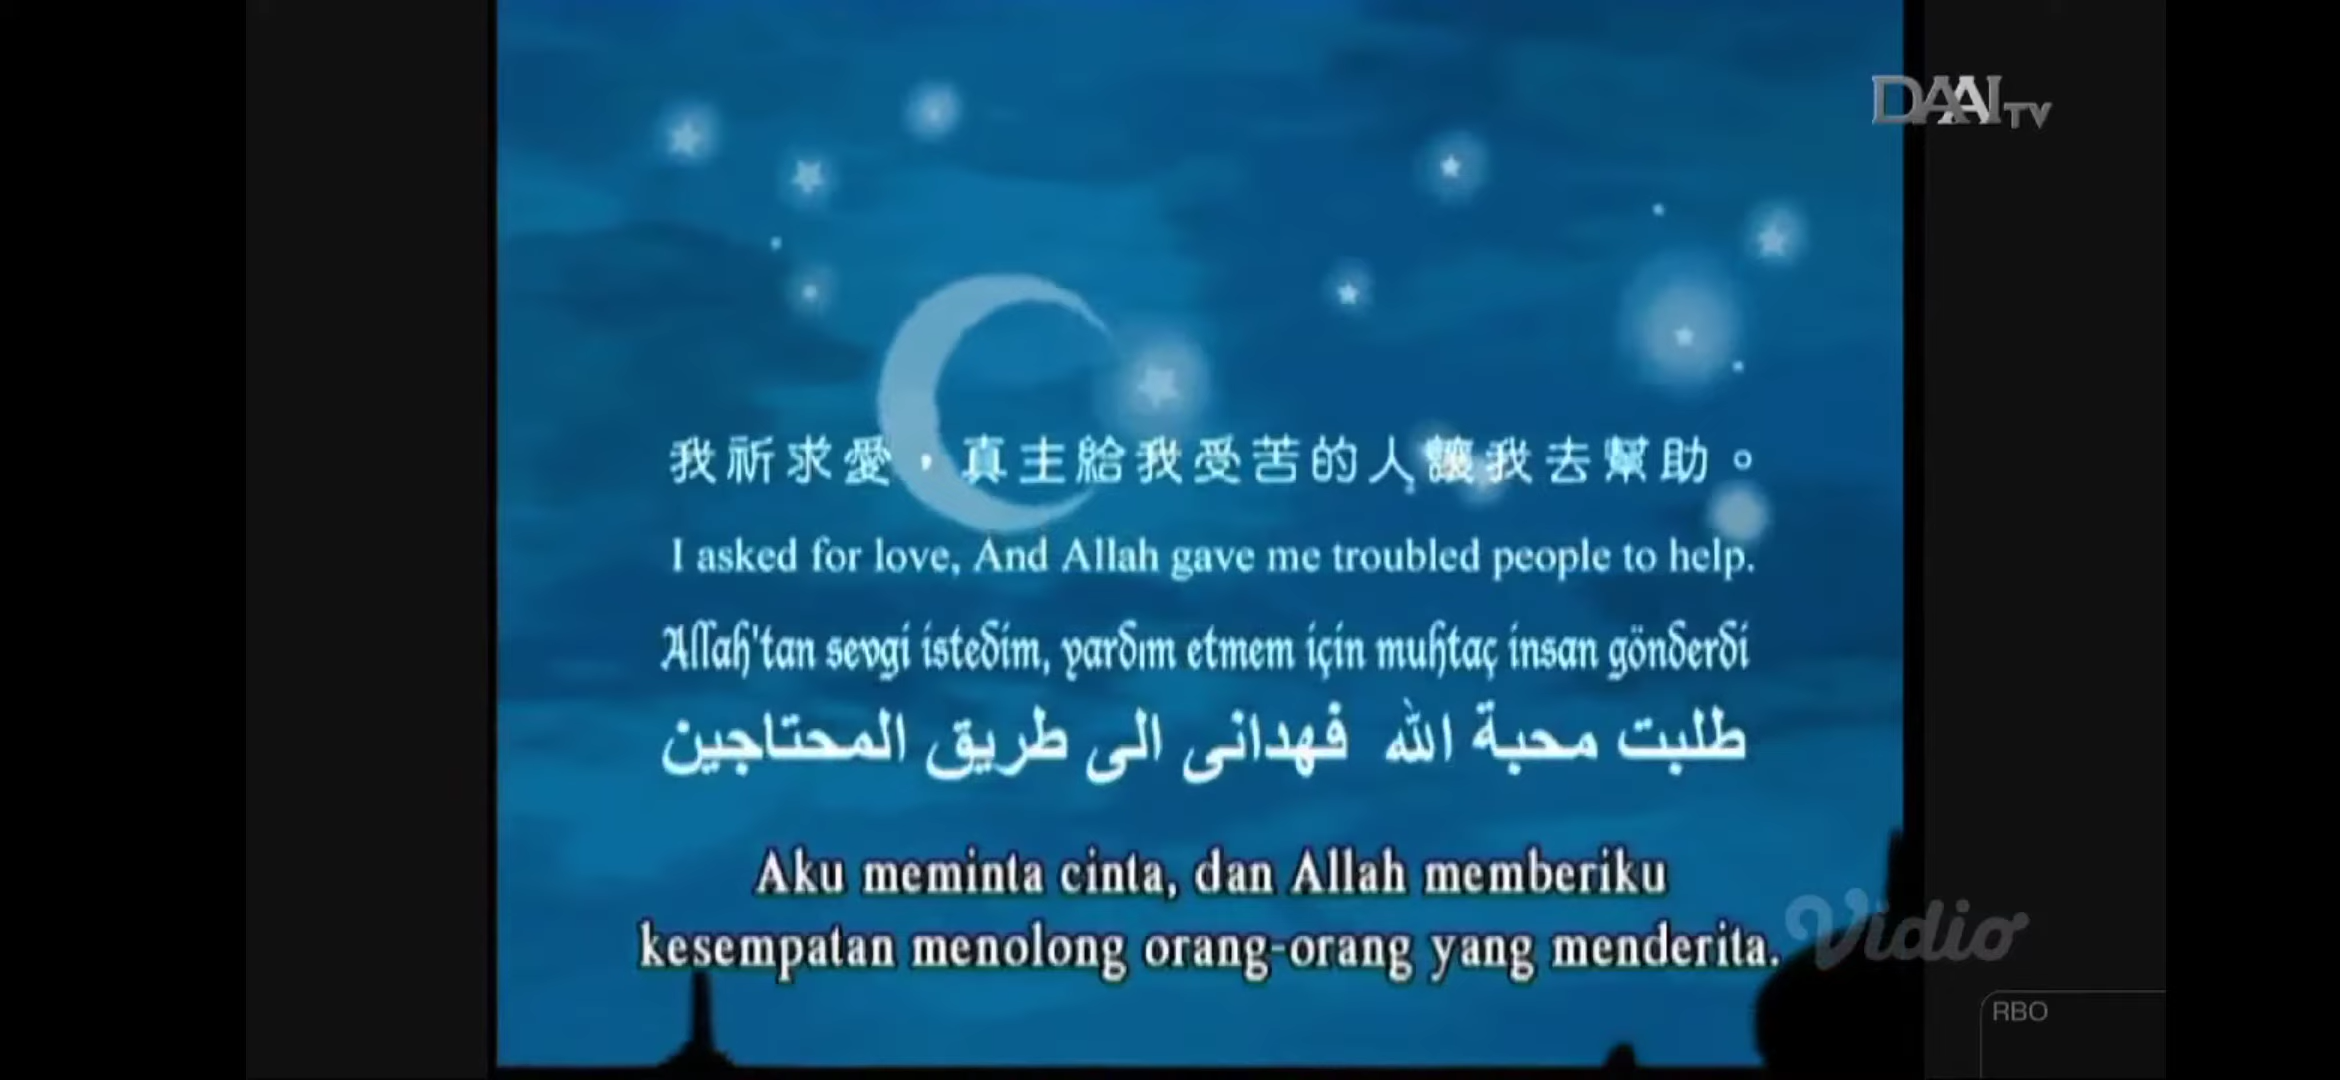 DAAI TV
我祈求愛，真主給我受苦的人讓我去幫助。
I asked for love, And Allah gave me troubled people to help.
Allah'tan sevgi istedim, yardım etmem için muhtaç insan gönderdi
طلبت محبة الله فهدانى الى طريق المحتاجين
Aku meminta cinta, dan Allah memberiku
kesempatan menolong orang-orang yang menderita.
Vidio
RBO